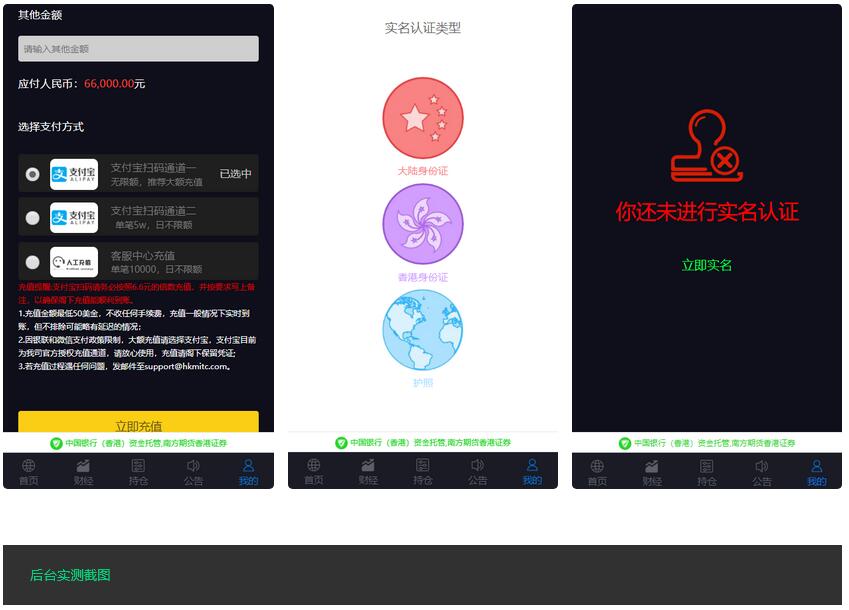 其他金额
请输入其他金额
应付人民币：66,000.00元
选择支付方式
支付宝
ALIPAY
支付宝扫码通道一
无限额，推荐大额充值
已选中
支付宝
ALIPAY
支付宝扫码通道二
单笔5w，日不限额
人工充值
客服中心充值
单笔10000，日不限额
充值提醒:支付宝扫码请务必按照6.6元的倍数充值，并按要求写上备
注，以确保阁下充值能顺利到账。
1.充值金额最低50美金，不收任何手续费，充值一般情况下实时到
账，但不排除可能略有延迟的情况;
2.因银联和微信支付政策限制，大额充值请选择支付宝，支付宝目前
为我司官方授权充值通道，请放心使用，充值请阁下保留凭证;
3.若充值过程遇任何问题，发邮件至support@hkmitc.com。
立即充值
中国银行（香港）资金托管,南方期货香港证券
首页
财经
持仓
公告
我的
实名认证类型
大陆身份证
香港身份证
护照
中国银行（香港）资金托管,南方期货香港证券
首页
财经
持仓
公告
我的
你还未进行实名认证
立即实名
中国银行（香港）资金托管,南方期货香港证券
首页
财经
持仓
公告
我的
后台实测截图